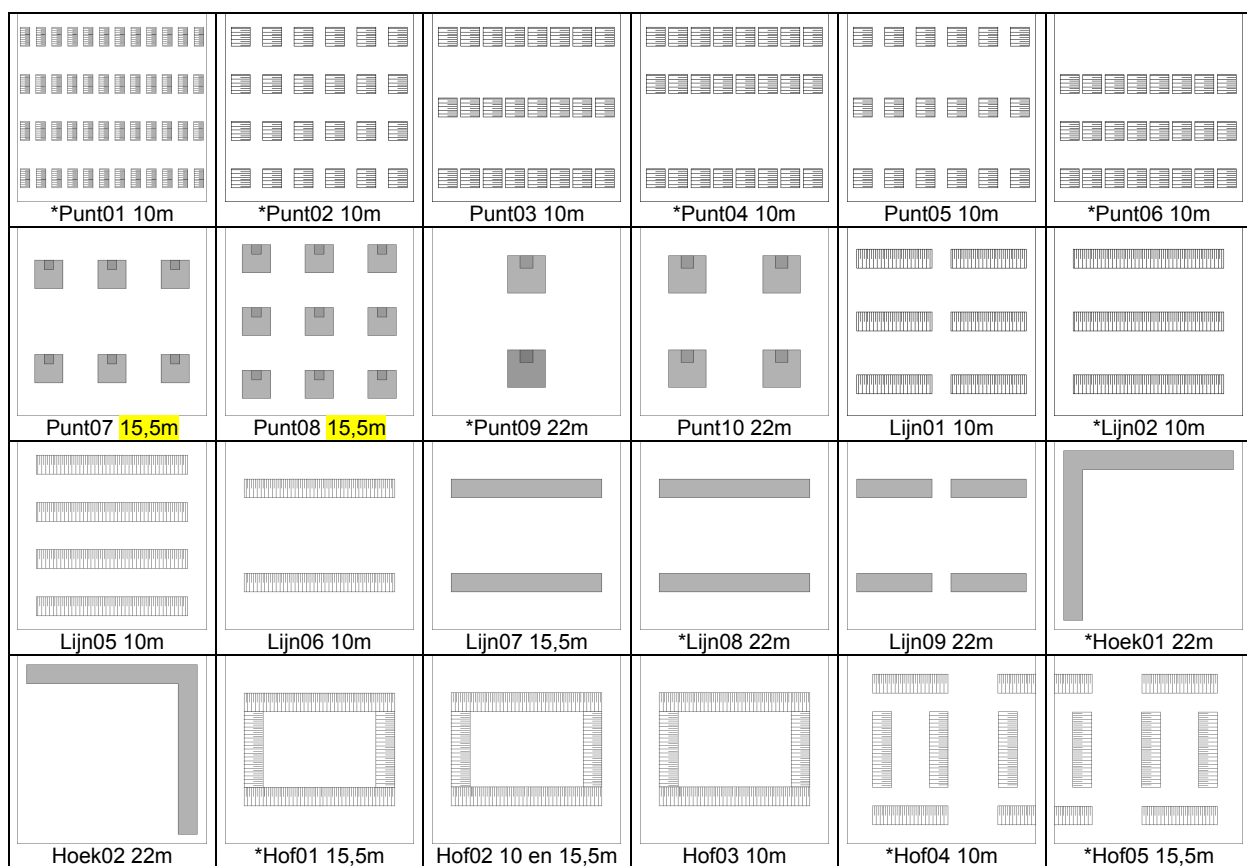 *Punt01 10m
*Punt02 10m
Punt03 10m
*Punt04 10m
Punt05 10m
*Punt06 10m
Punt07 15,5m
Punt08 15,5m
*Punt09 22m
Punt10 22m
Lijn01 10m
*Lijn02 10m
Lijn05 10m
Lijn06 10m
Lijn07 15,5m
*Lijn08 22m
Lijn09 22m
*Hoek01 22m
Hoek02 22m
*Hof01 15,5m
Hof02 10 en 15,5m
Hof03 10m
*Hof04 10m
*Hof05 15,5m